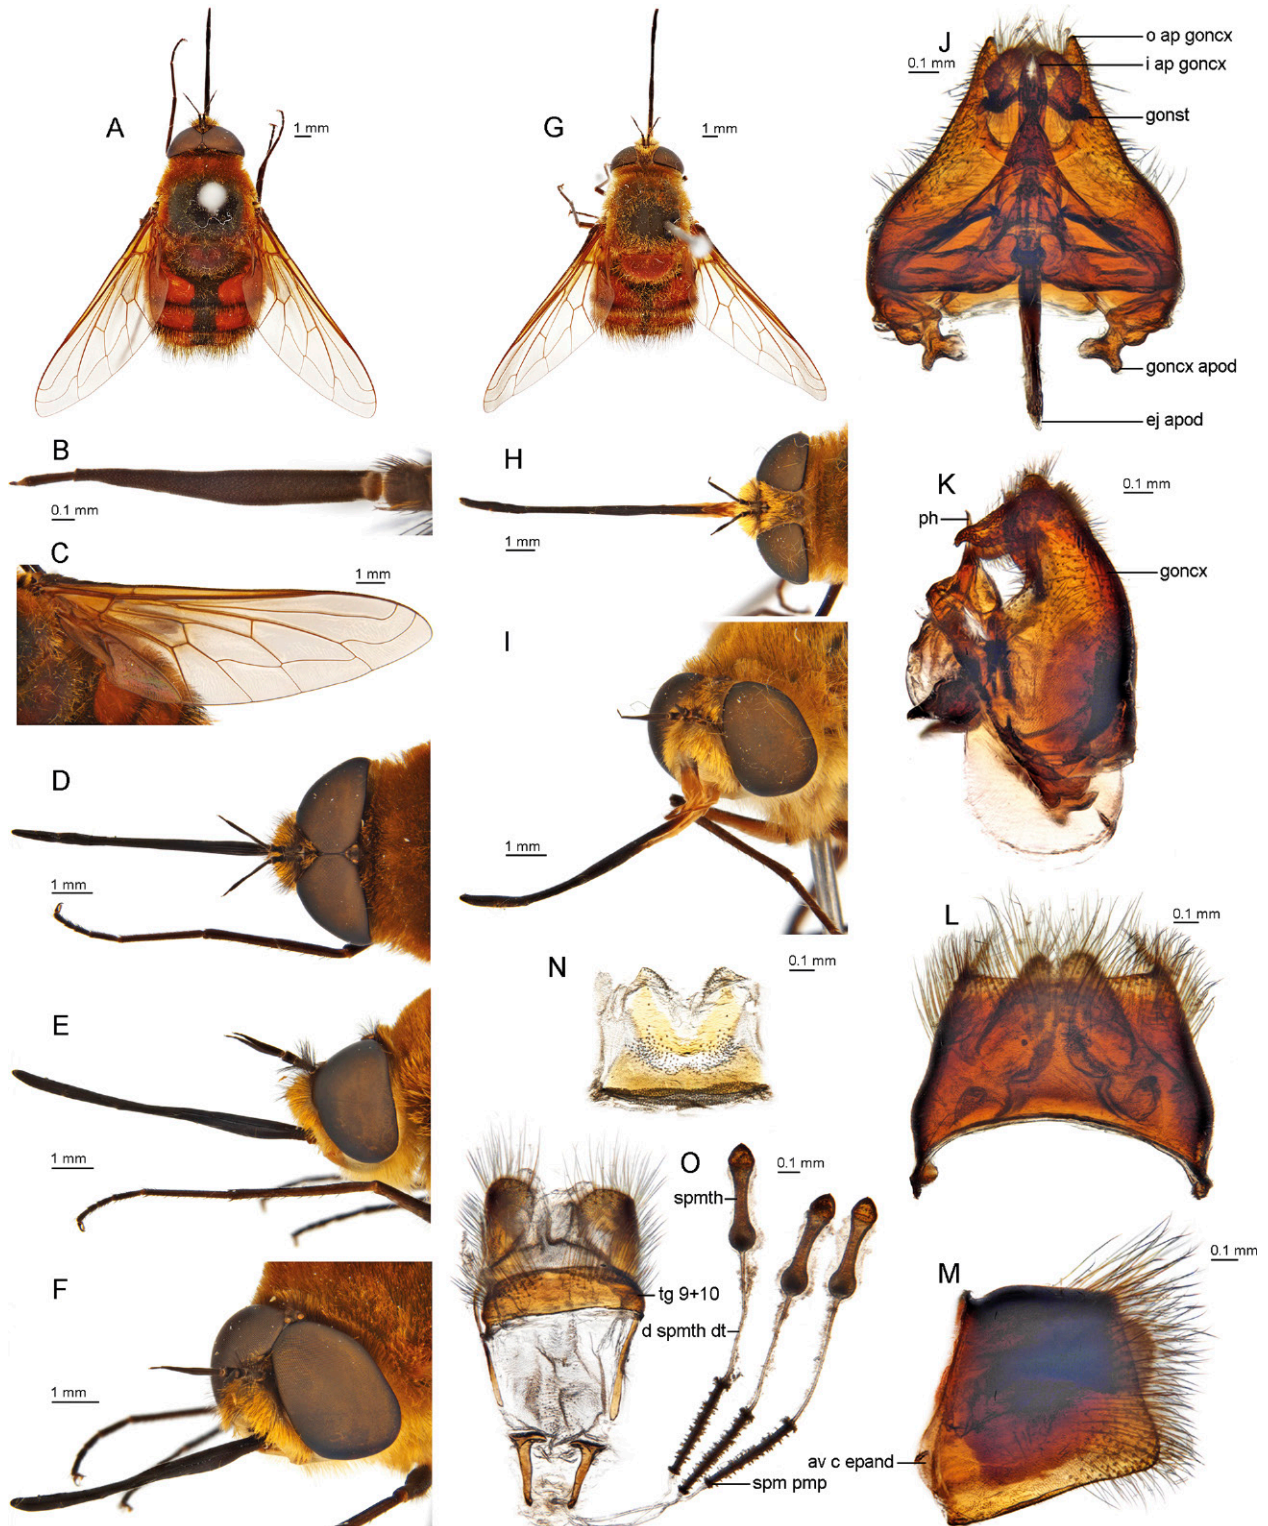 A
1 mm
G
1 mm
J
0.1 mm
o ap goncx
i ap goncx
gonst
goncx apod
ej apod
B
0.1 mm
C
1 mm
H
1 mm
K
0.1 mm
ph
goncx
I
1 mm
D
1 mm
E
1 mm
F
1 mm
L
0.1 mm
N
0.1 mm
O
0.1 mm
spmth
tg 9+10
d spmth dt
spm pmp
M
0.1 mm
av c epand